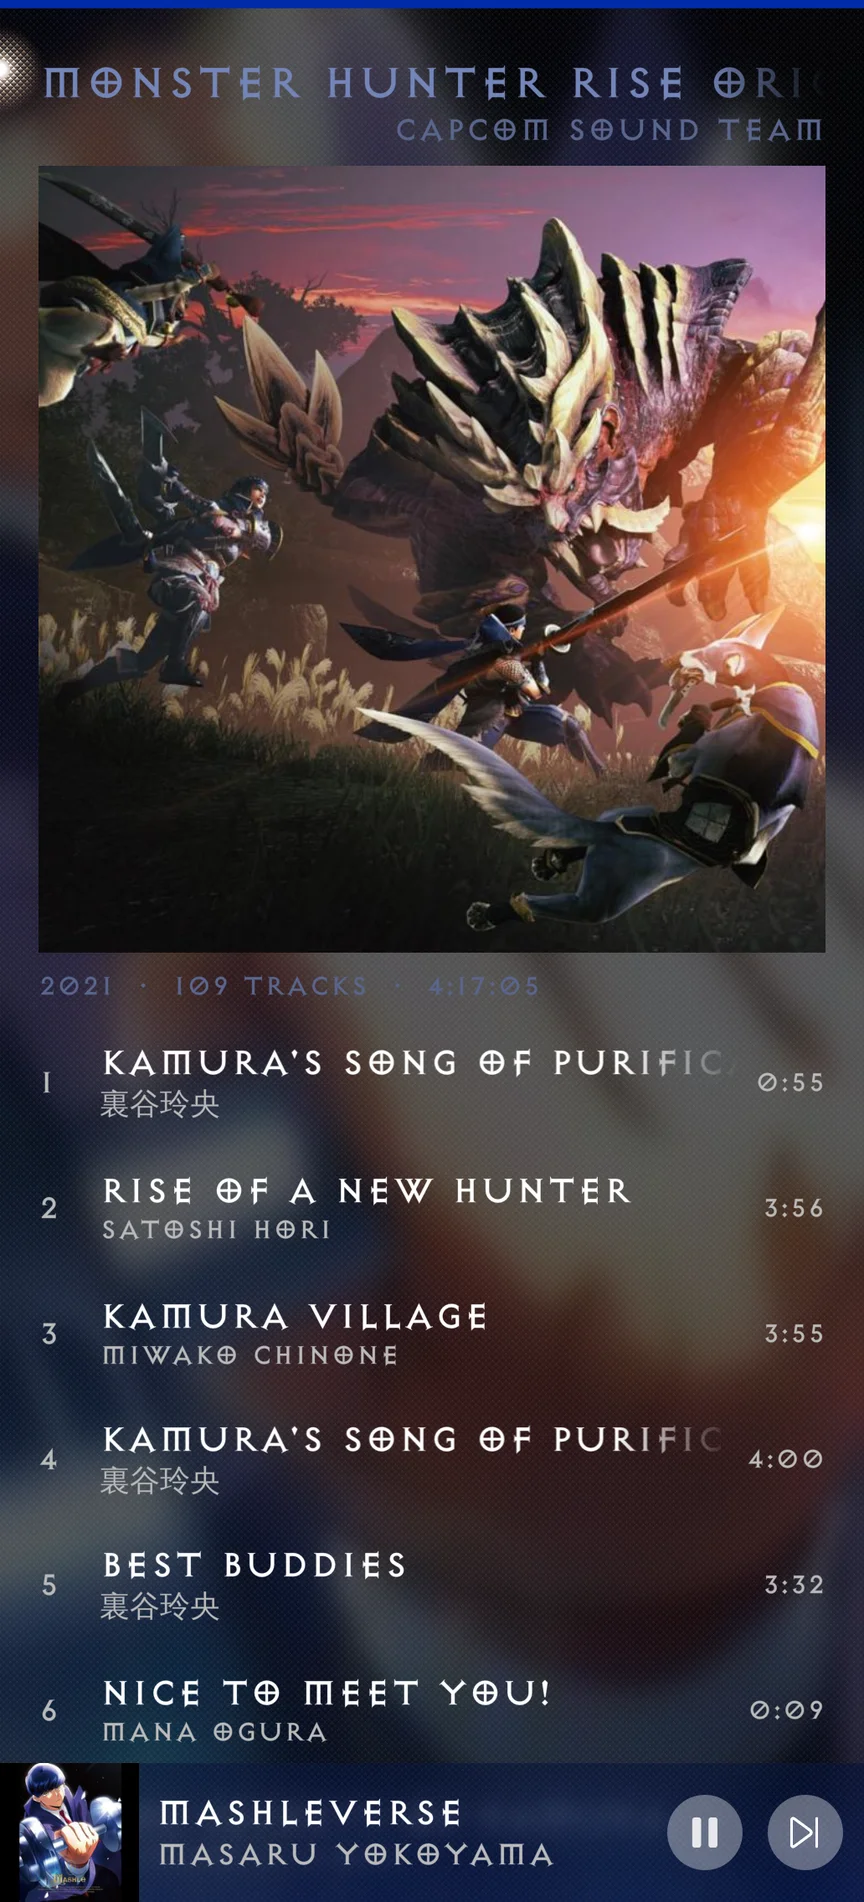 MONSTER HUNTER RISE ORI
CAPCOM SOUND TEAM
2021 · 109 TRACKS · 4:17:05
1
KAMURA'S SONG OF PURIFIC
裏谷玲央
0:55
2
RISE OF A NEW HUNTER
SATOSHI HORI
3:56
3
KAMURA VILLAGE
MIWAKO CHINONE
3:55
4
KAMURA'S SONG OF PURIFIC
裏谷玲央
4:00
5
BEST BUDDIES
裏谷玲央
3:32
6
NICE TO MEET YOU!
MANA OGURA
0:09
MASHLEVERSE
MASARU YOKOYAMA
MASHLE